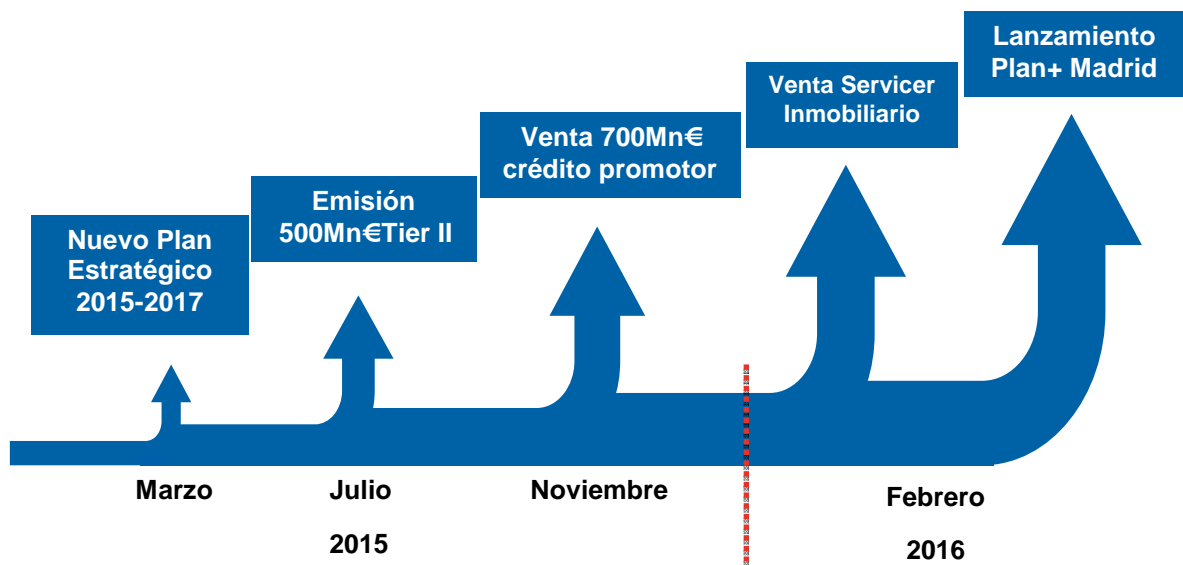 Nuevo Plan
Estratégico
2015-2017
Emisión
500Mn€Tier II
Venta 700Mn€
crédito promotor
Venta Servicer
Inmobiliario
Lanzamiento
Plan+ Madrid
Marzo
Julio
Noviembre
Febrero
2015
2016